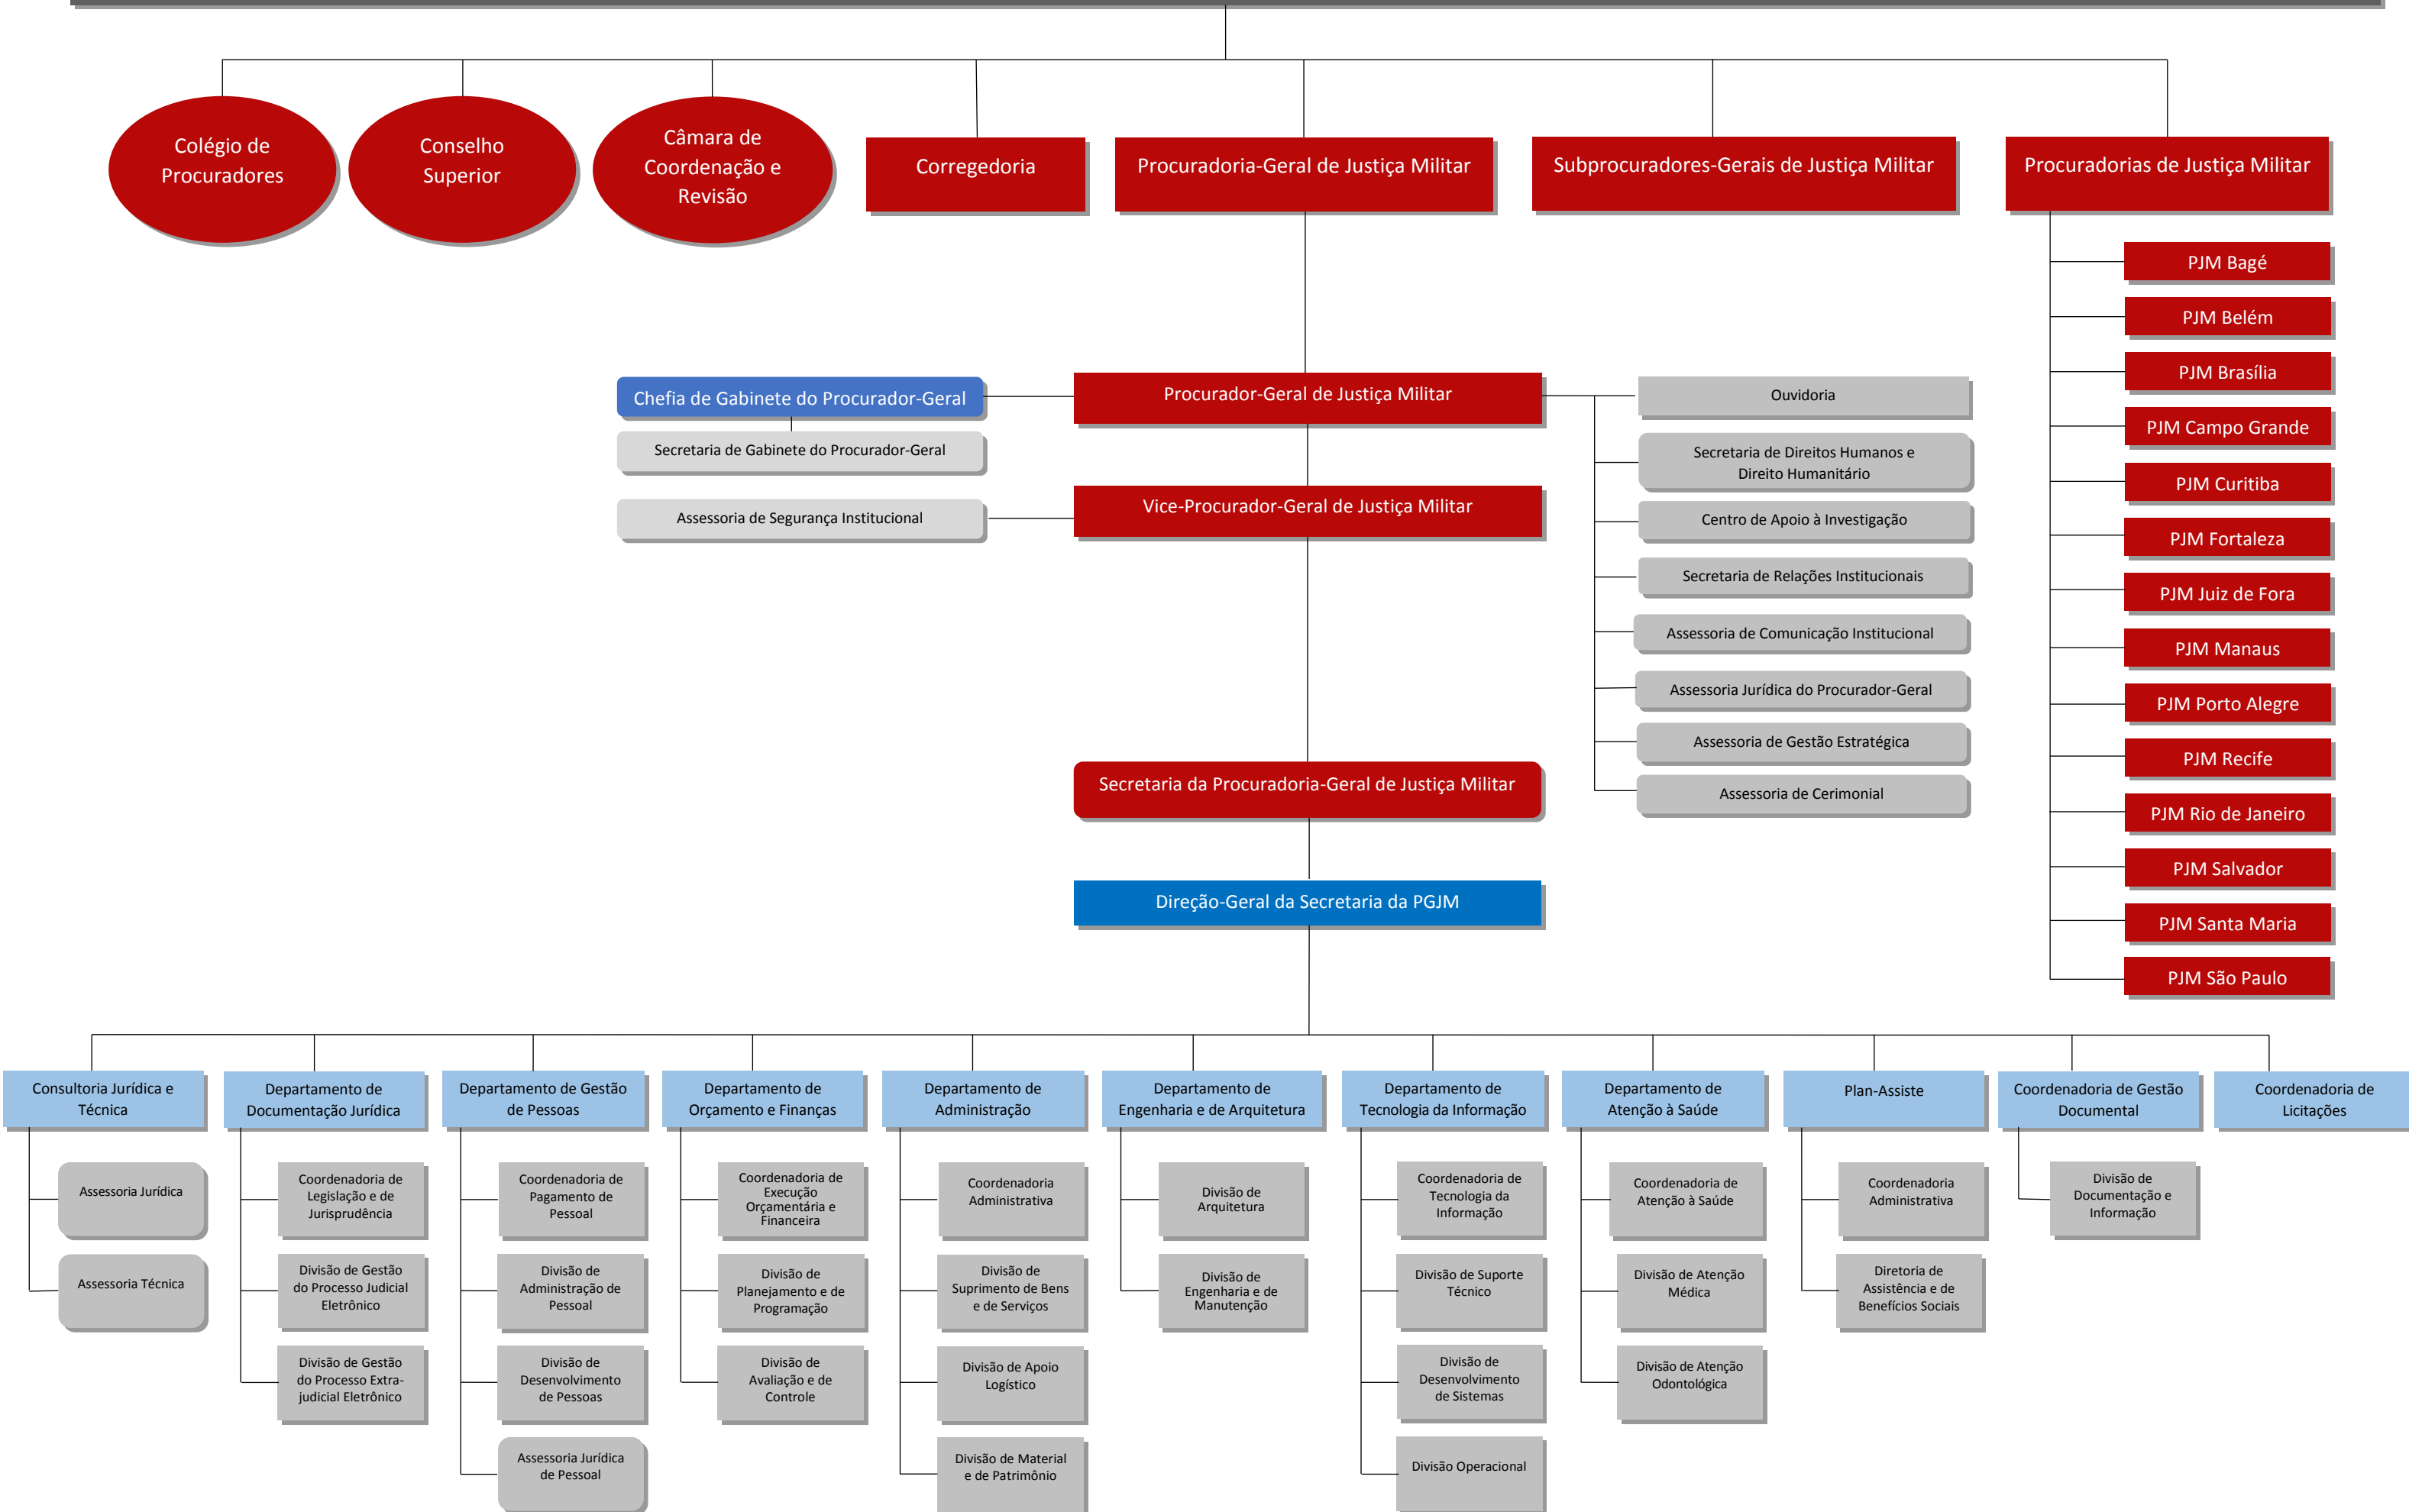 Colégio de
Procuradores
Conselho
Superior
Câmara de
Coordenação e
Revisão
Corregedoria
Procuradoria-Geral de Justiça Militar
Subprocuradores-Gerais de Justiça Militar
Procuradorias de Justiça Militar
PJM Bagé
PJM Belém
PJM Brasília
PJM Campo Grande
PJM Curitiba
PJM Fortaleza
PJM Juiz de Fora
PJM Manaus
PJM Porto Alegre
PJM Recife
PJM Rio de Janeiro
PJM Salvador
PJM Santa Maria
PJM São Paulo
Chefia de Gabinete do Procurador-Geral
Secretaria de Gabinete do Procurador-Geral
Assessoria de Segurança Institucional
Procurador-Geral de Justiça Militar
Vice-Procurador-Geral de Justiça Militar
Ouvidoria
Secretaria de Direitos Humanos e
Direito Humanitário
Centro de Apoio à Investigação
Secretaria de Relações Institucionais
Assessoria de Comunicação Institucional
Assessoria Jurídica do Procurador-Geral
Assessoria de Gestão Estratégica
Assessoria de Cerimonial
Secretaria da Procuradoria-Geral de Justiça Militar
Direção-Geral da Secretaria da PGJM
Consultoria Jurídica e
Técnica
Assessoria Jurídica
Assessoria Técnica
Departamento de
Documentação Jurídica
Coordenadoria de
Legislação e de
Jurisprudência
Divisão de Gestão
do Processo Judicial
Eletrônico
Divisão de Gestão
do Processo Extra-
judicial Eletrônico
Departamento de Gestão
de Pessoas
Coordenadoria de
Pagamento de
Pessoal
Divisão de
Administração de
Pessoal
Divisão de
Desenvolvimento
de Pessoas
Assessoria Jurídica
de Pessoal
Departamento de
Orçamento e Finanças
Coordenadoria de
Execução
Orçamentária e
Financeira
Divisão de
Planejamento e de
Programação
Divisão de
Avaliação e de
Controle
Departamento de
Administração
Coordenadoria
Administrativa
Divisão de
Suprimento de Bens
e de Serviços
Divisão de Apoio
Logístico
Divisão de Material
e de Patrimônio
Departamento de
Engenharia e de Arquitetura
Divisão de
Arquitetura
Divisão de
Engenharia e de
Manutenção
Departamento de
Tecnologia da Informação
Coordenadoria de
Tecnologia da
Informação
Divisão de Suporte
Técnico
Divisão de
Desenvolvimento
de Sistemas
Divisão Operacional
Departamento de
Atenção à Saúde
Coordenadoria de
Atenção à Saúde
Divisão de Atenção
Médica
Divisão de Atenção
Odontológica
Plan-Assiste
Coordenadoria
Administrativa
Diretoria de
Assistência e de
Benefícios Sociais
Coordenadoria de Gestão
Documental
Divisão de
Documentação e
Informação
Coordenadoria de
Licitações